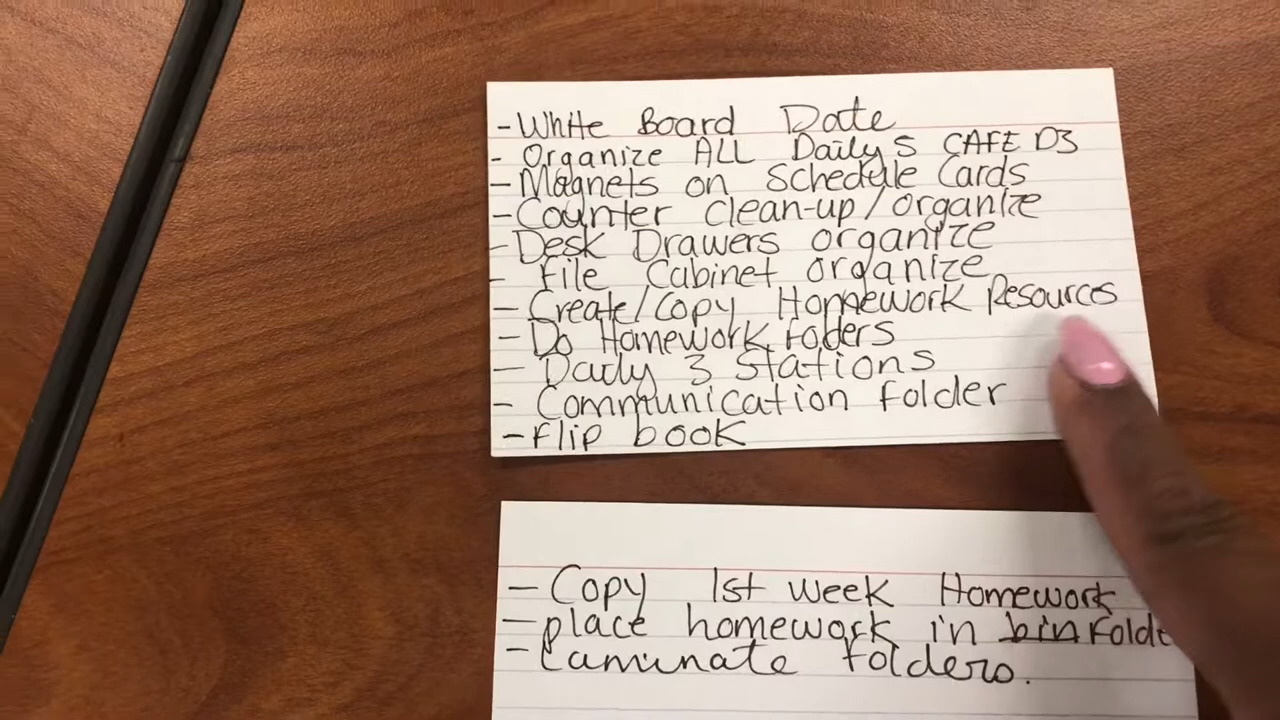 - White Board Date
- Organize ALL Daily 5 CAFE D3
- Magnets on Schedule Cards
- Counter clean-up/organize
- Desk Drawers organize
- File Cabinet organize
- Create/Copy Homework Resources
- Do Homework foders
- Daily 3 Stations
- Communication folder
- Flip book
- Copy 1st week Homework
- place homework in bin Folde
- Laminate folders.